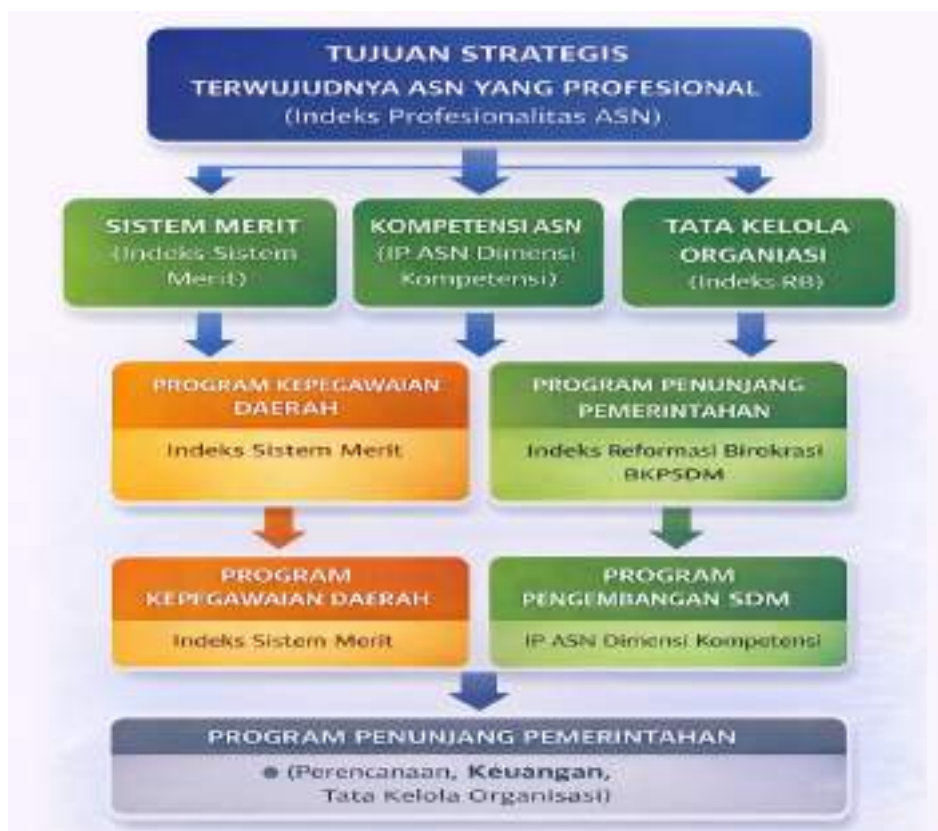 TUJUAN STRATEGIS
TERWUJUDNYA ASN YANG PROFESIONAL
(Indeks Profesionalitas ASN)
SISTEM MERIT
(Indeks Sistem
Merit)
KOMPETENSI ASN
(IP ASN Dimensi
Kompetensi)
TATA KELOLA
ORGANIASI
(Indeks RB)
PROGRAM KEPEGAWAIAN
DAERAH
Indeks Sistem Merit
PROGRAM PENUNJANG
PEMERINTAHAN
Indeks Reformasi Birokrasi
BKPSDM
PROGRAM
KEPEGAWAIAN DAERAH
Indeks Sistem Merit
PROGRAM
PENGEMBANGAN SDM
IP ASN Dimensi Kompetensi
PROGRAM PENUNJANG PEMERINTAHAN
● (Perencanaan, Keuangan,
Tata Kelola Organisasi)